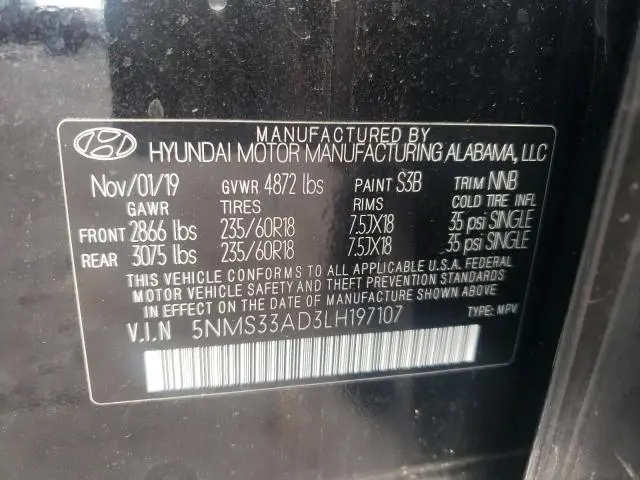 MANUFACTURED BY
HYUNDAI MOTOR MANUFACTURING ALABAMA, LLC
Nov/01/19 GVWR 4872 lbs PAINT S3B TRIM NNB
GAWR TIRES RIMS COLD TIRE INFL
FRONT 2866 lbs 235/60R18 7.5JX18 35 psi SINGLE
REAR 3075 lbs 235/60R18 7.5JX18 35 psi SINGLE
THIS VEHICLE CONFORMS TO ALL APPLICABLE U.S.A. FEDERAL
MOTOR VEHICLE SAFETY AND THEFT PREVENTION STANDARDS
IN EFFECT ON THE DATE OF MANUFACTURE SHOWN ABOVE.
V.I.N 5NMS33AD3LH197107 TYPE: MPV